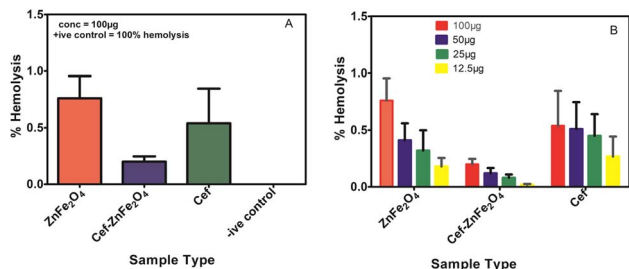 conc = 100µg
+ive control = 100% hemolysis
A
% Hemolysis
1.5
1.0
0.5
0.0
ZnFe₂O₄
Cef-ZnFe₂O₄
Cef
-ive control
Sample Type
B
100µg
50µg
25µg
12.5µg
% Hemolysis
1.5
1.0
0.5
0.0
ZnFe₂O₄
Cef-ZnFe₂O₄
Cef
Sample Type